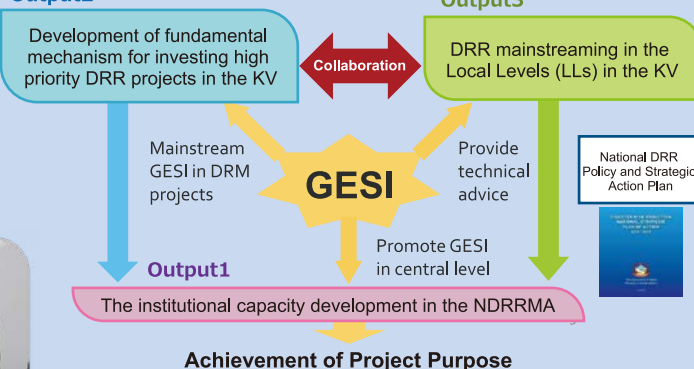 Output2
Output3
Development of fundamental
mechanism for investing high
priority DRR projects in the KV
Collaboration
DRR mainstreaming in the
Local Levels (LLs) in the KV
Mainstream
GESI in DRM
projects
GESI
Provide
technical
advice
National DRR
Policy and Strategic
Action Plan
Promote GESI
in central level
Output1
The institutional capacity development in the NDRRMA
Achievement of Project Purpose